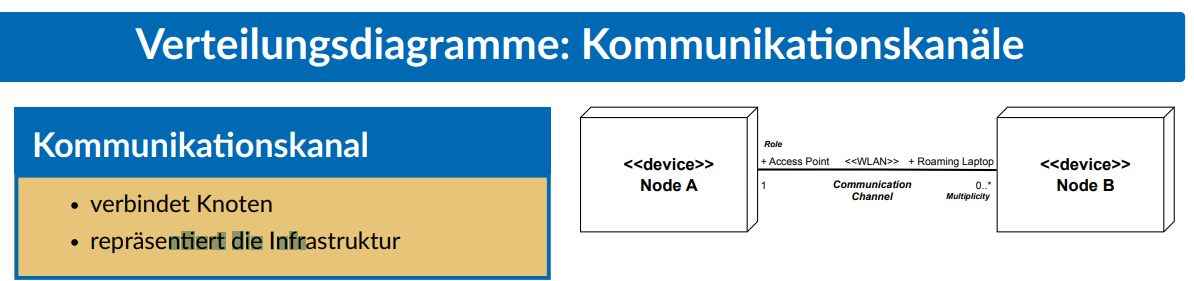 Verteilungsdiagramme: Kommunikationskanäle
Kommunikationskanal
• verbindet Knoten
• repräsentiert die Infrastruktur
<<device>>
Node A
Role
+ Access Point <<WLAN>> + Roaming Laptop
1 Communication 0..*
Channel Multiplicity
<<device>>
Node B